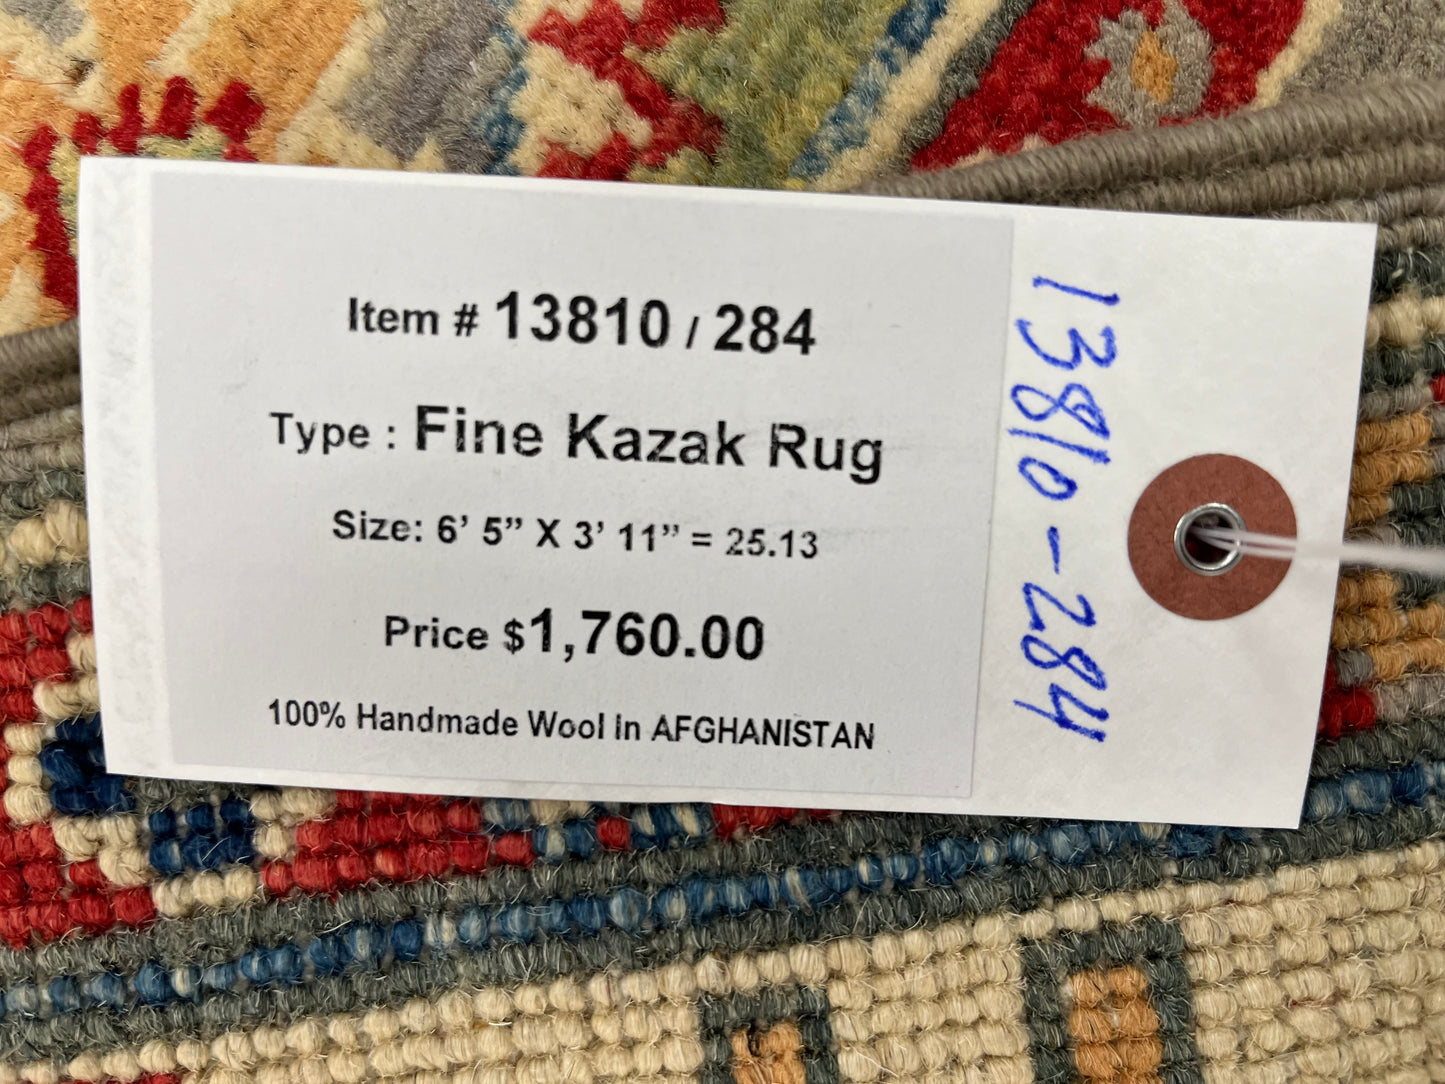 Item # 13810 / 284
Type : Fine Kazak Rug
Size: 6’ 5” X 3’ 11” = 25.13
Price $1,760.00
100% Handmade Wool In AFGHANISTAN
13810-284